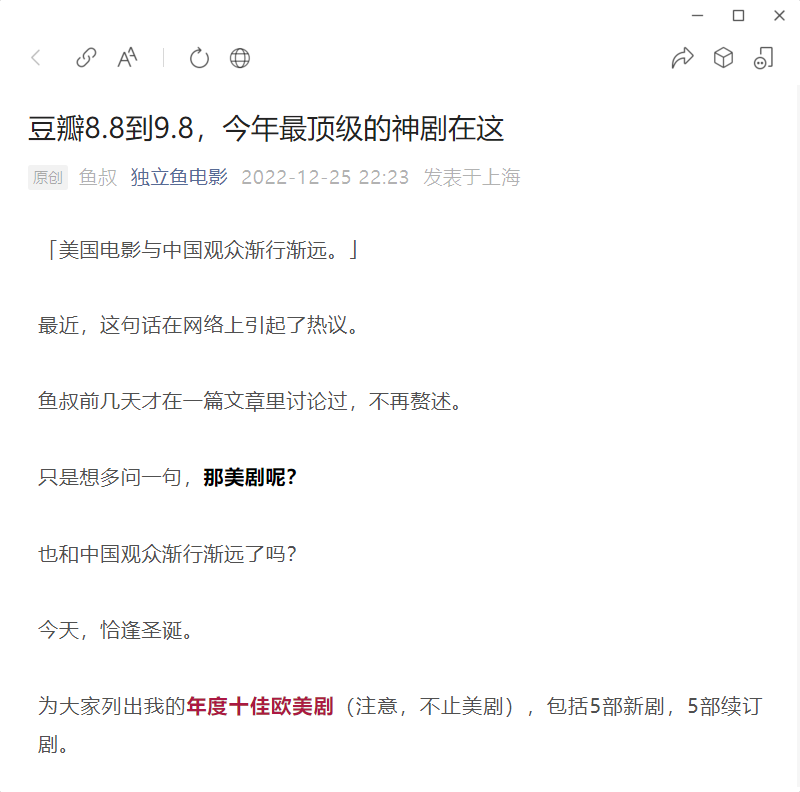 豆瓣8.8到9.8，今年最顶级的神剧在这
原创 鱼叔 独立鱼电影 2022-12-25 22:23 发表于上海
「美国电影与中国观众渐行渐远。」
最近，这句话在网络上引起了热议。
鱼叔前几天才在一篇文章里讨论过，不再赘述。
只是想多问一句，那美剧呢？
也和中国观众渐行渐远了吗？
今天，恰逢圣诞。
为大家列出我的年度十佳欧美剧（注意，不止美剧），包括5部新剧，5部续订
剧。